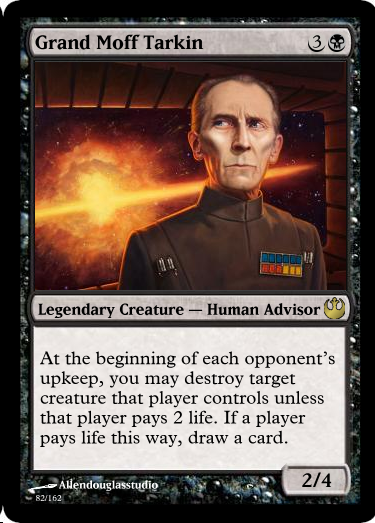 Grand Moff Tarkin 3
Legendary Creature — Human Advisor
At the beginning of each opponent's
upkeep, you may destroy target
creature that player controls unless
that player pays 2 life. If a player
pays life this way, draw a card.
2/4
Allendouglasstudio
82/162